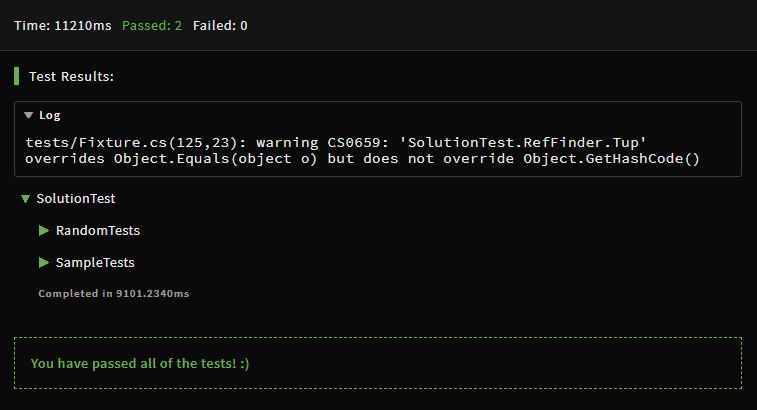 Time: 11210ms Passed: 2 Failed: 0
Test Results:
Log
tests/Fixture.cs(125,23): warning CS0659: 'SolutionTest.RefFinder.Tup'
overrides Object.Equals(object o) but does not override Object.GetHashCode()
SolutionTest
RandomTests
SampleTests
Completed in 9101.2340ms
You have passed all of the tests! :)